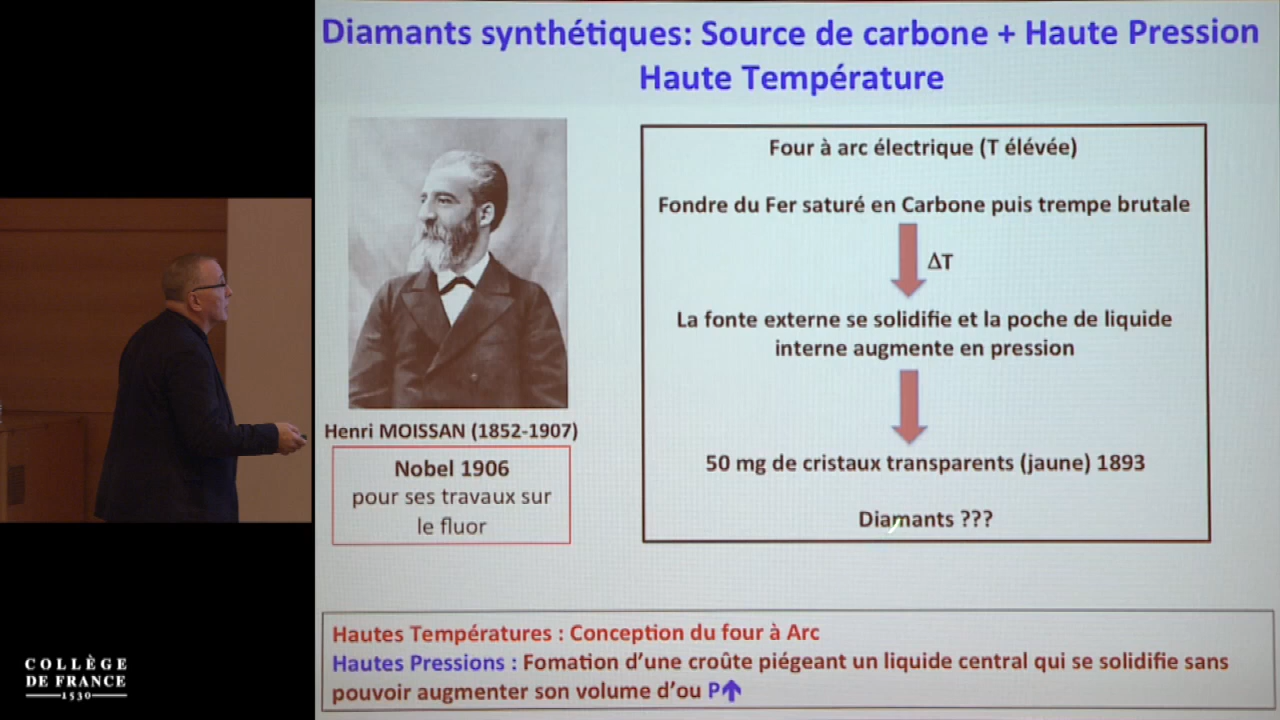 Diamants synthétiques: Source de carbone + Haute Pression
Haute Température
Four à arc électrique (T élévée)
Fondre du Fer saturé en Carbone puis trempe brutale
ΔT
La fonte externe se solidifie et la poche de liquide
interne augmente en pression
50 mg de cristaux transparents (jaune) 1893
Diamants ???
Henri MOISSAN (1852-1907)
Nobel 1906
pour ses travaux sur
le fluor
Hautes Températures : Conception du four à Arc
Hautes Pressions : Fomation d'une croûte piégeant un liquide central qui se solidifie sans
pouvoir augmenter son volume d'ou P
COLLÈGE
DE FRANCE
1530